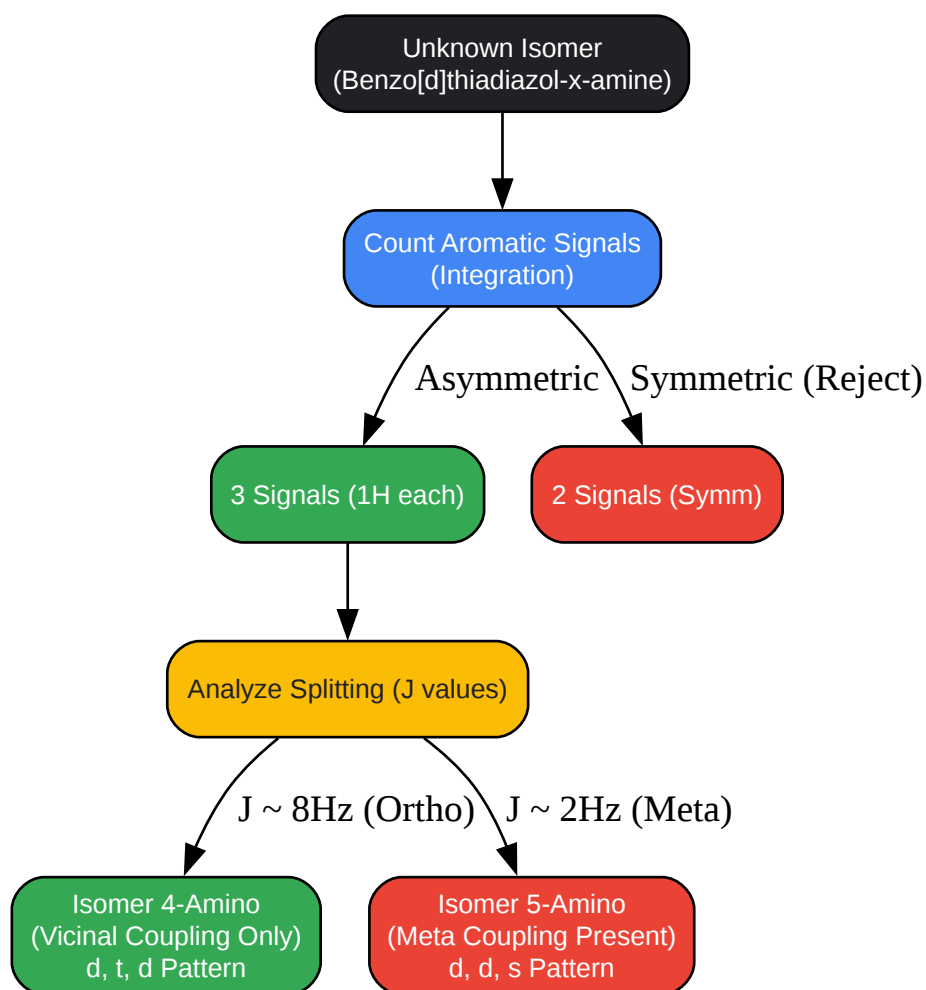 Unknown Isomer
(Benzo[d]thiadiazol-x-amine)
Count Aromatic Signals
(Integration)
Asymmetric
Symmetric (Reject)
3 Signals (1H each)
2 Signals (Symm)
Analyze Splitting (J values)
J ~ 8Hz (Ortho)
J ~ 2Hz (Meta)
Isomer 4-Amino
(Vicinal Coupling Only)
d, t, d Pattern
Isomer 5-Amino
(Meta Coupling Present)
d, d, s Pattern